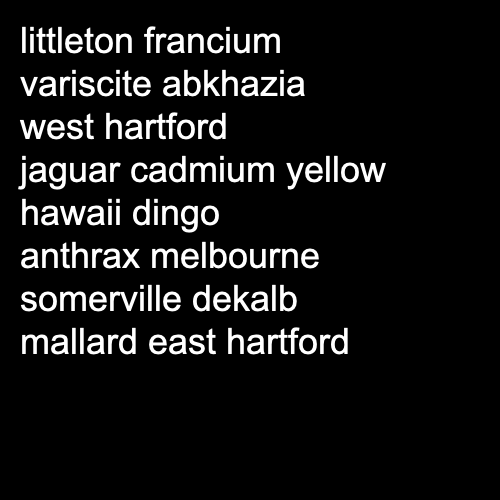 littleton francium
variscite abkhazia
west hartford
jaguar cadmium yellow
hawaii dingo
anthrax melbourne
somerville dekalb
mallard east hartford